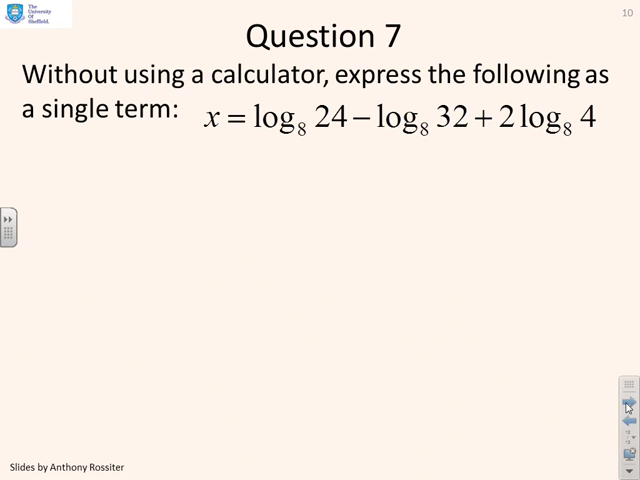 The
University
Of
Sheffield.
10
Question 7
Without using a calculator, express the following as
a single term: x = log₈ 24 − log₈ 32 + 2 log₈ 4
Slides by Anthony Rossiter